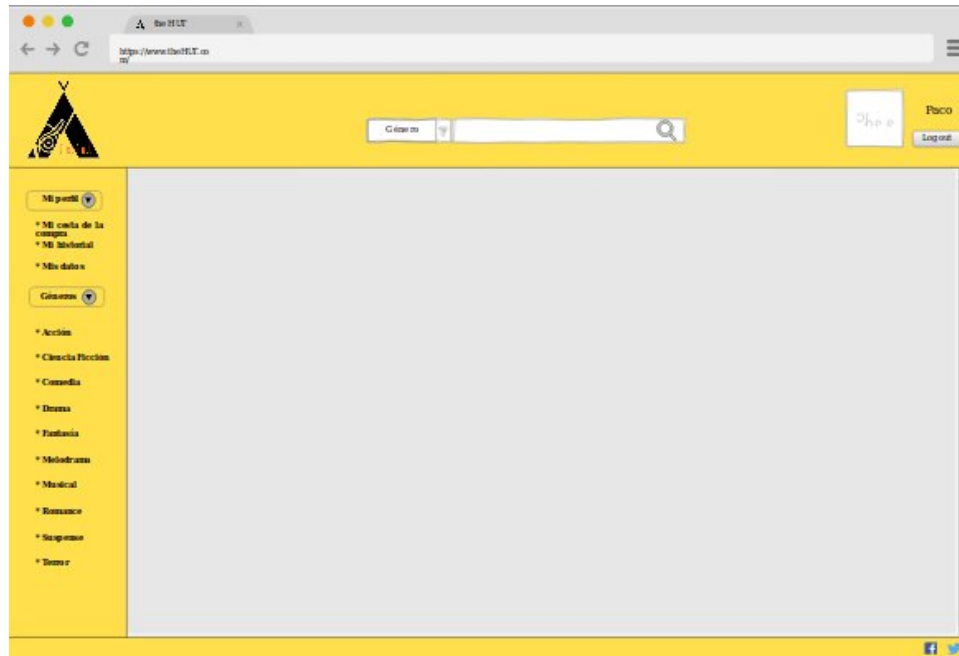 the HUT
https://www.theHUT.co
m/
Género
Paco
Logout
Mi perfil
* Mi cesta de la
compra
* Mi historial
* Mis datos
Géneros
* Acción
* Ciencia Ficcion
* Comedia
* Drama
* Fantasía
* Melodrama
* Musical
* Romance
* Suspense
* Terror